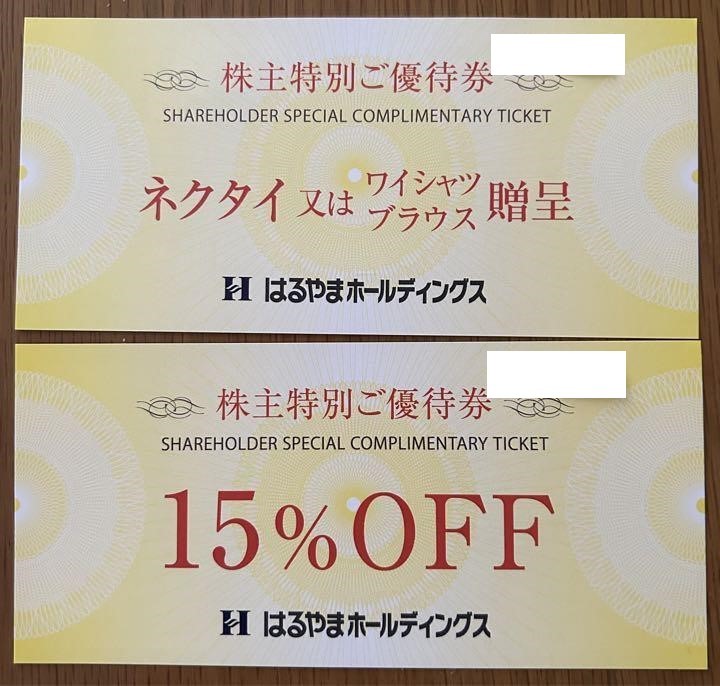 株主特別ご優待券
SHAREHOLDER SPECIAL COMPLIMENTARY TICKET
ネクタイ又はワイシャツ
ブラウス贈呈
はるやまホールディングス
株主特別ご優待券
SHAREHOLDER SPECIAL COMPLIMENTARY TICKET
15%OFF
はるやまホールディングス